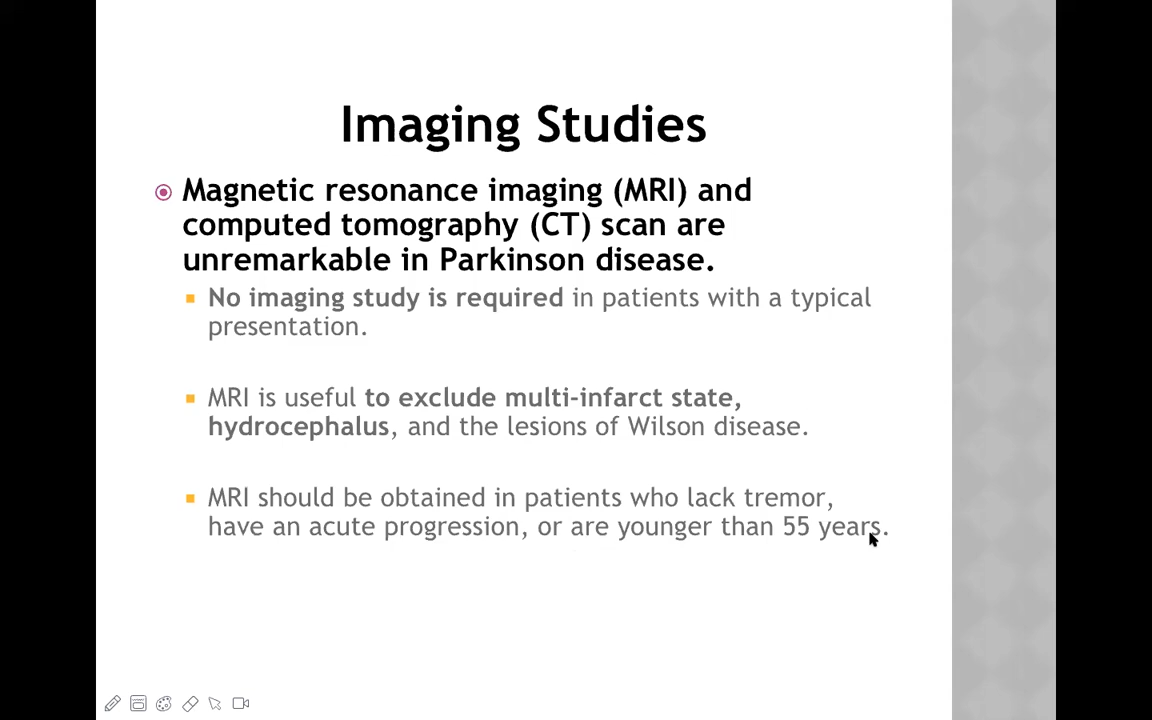 Imaging Studies
Magnetic resonance imaging (MRI) and
computed tomography (CT) scan are
unremarkable in Parkinson disease.
No imaging study is required in patients with a typical
presentation.
MRI is useful to exclude multi-infarct state,
hydrocephalus, and the lesions of Wilson disease.
MRI should be obtained in patients who lack tremor,
have an acute progression, or are younger than 55 years.